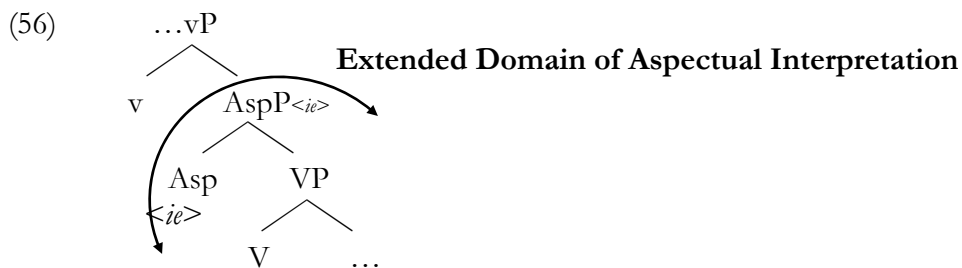 (56) …vP
Extended Domain of Aspectual Interpretation
v AspP<ie>
Asp VP
<ie>
V …